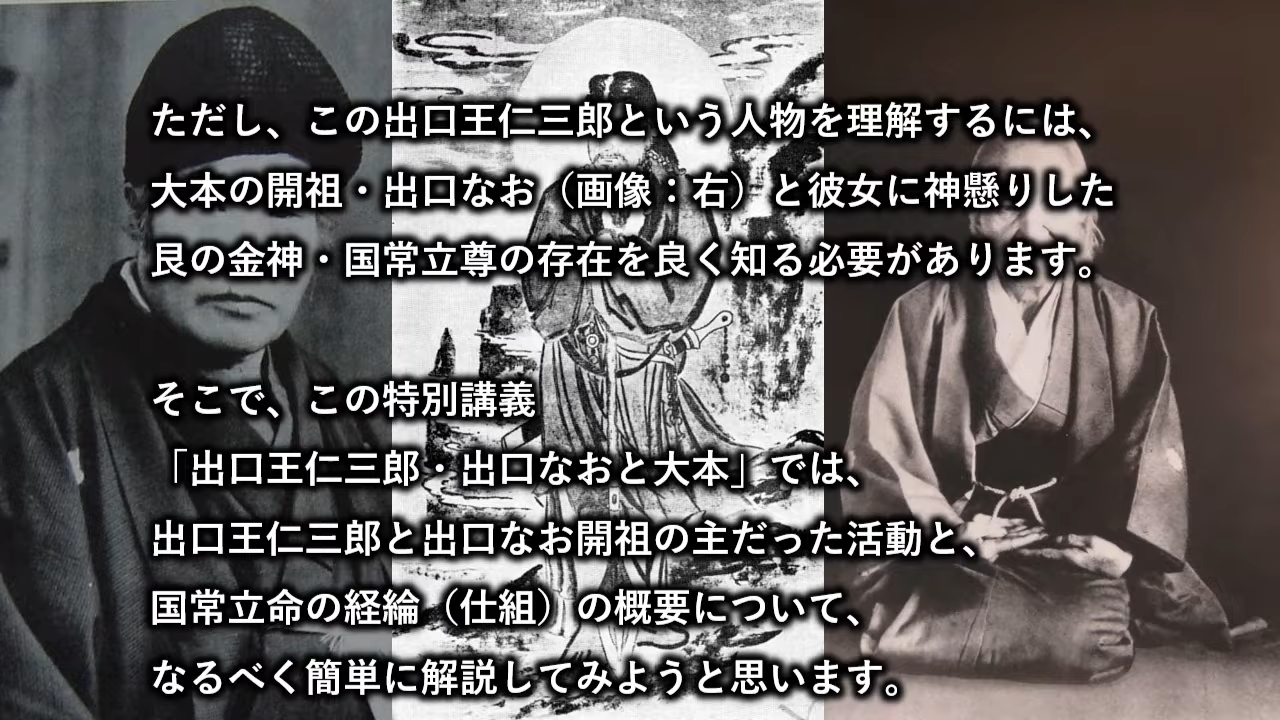 ただし、この出口王仁三郎という人物を理解するには、
大本の開祖・出口なお（画像：右）と彼女に神懸りした
艮の金神・国常立尊の存在を良く知る必要があります。
そこで、この特別講義
「出口王仁三郎・出口なおと大本」では、
出口王仁三郎と出口なお開祖の主だった活動と、
国常立命の経綸（仕組）の概要について、
なるべく簡単に解説してみようと思います。